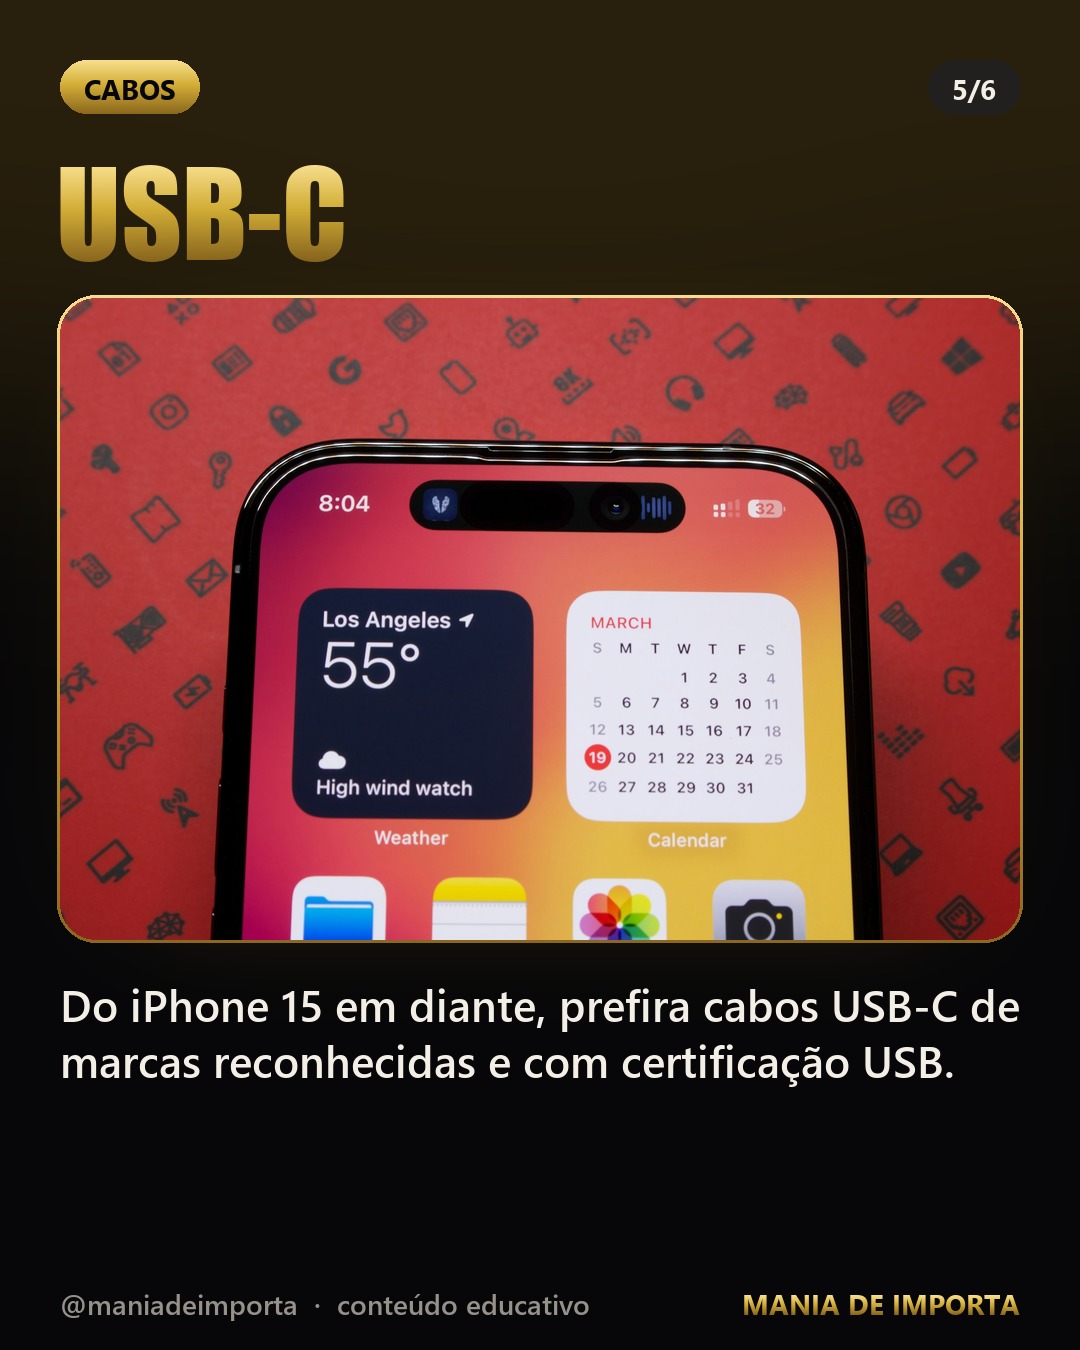 CABOS
5/6
USB-C
8:04
32
8K
Los Angeles
55°
High wind watch
Weather
MARCH
S M T W T F S
1 2 3 4
5 6 7 8 9 10 11
12 13 14 15 16 17 18
19 20 21 22 23 24 25
26 27 28 29 30 31
Calendar
Do iPhone 15 em diante, prefira cabos USB-C de
marcas reconhecidas e com certificação USB.
@maniadeimporta · conteúdo educativo
MANIA DE IMPORTA